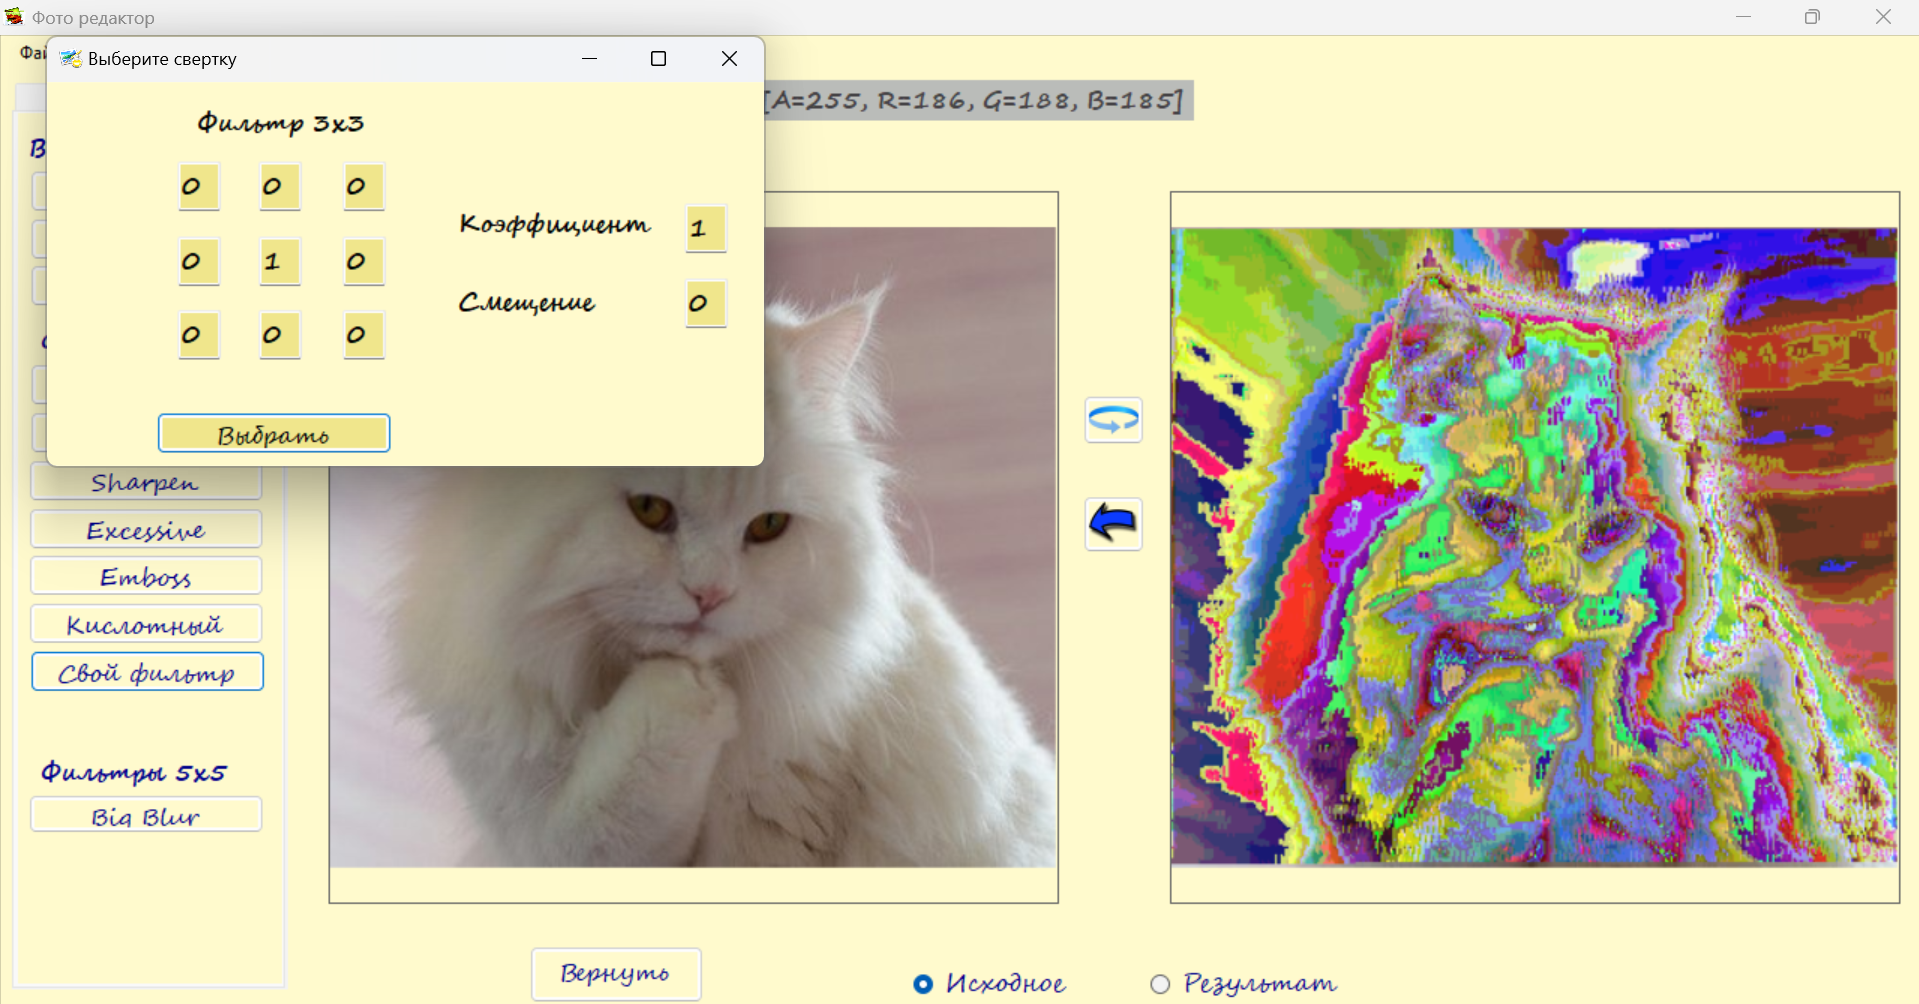 Фото редактор
Выберите свертку
[A=255, R=186, G=188, B=185]
Фильтр 3x3
0 0 0
0 1 0
0 0 0
Коэффициент 1
Смещение 0
Выбрать
Sharpen
Excessive
Emboss
Кислотный
Свой фильтр
Фильтры 5x5
Big Blur
Вернуть
Исходное
Результат